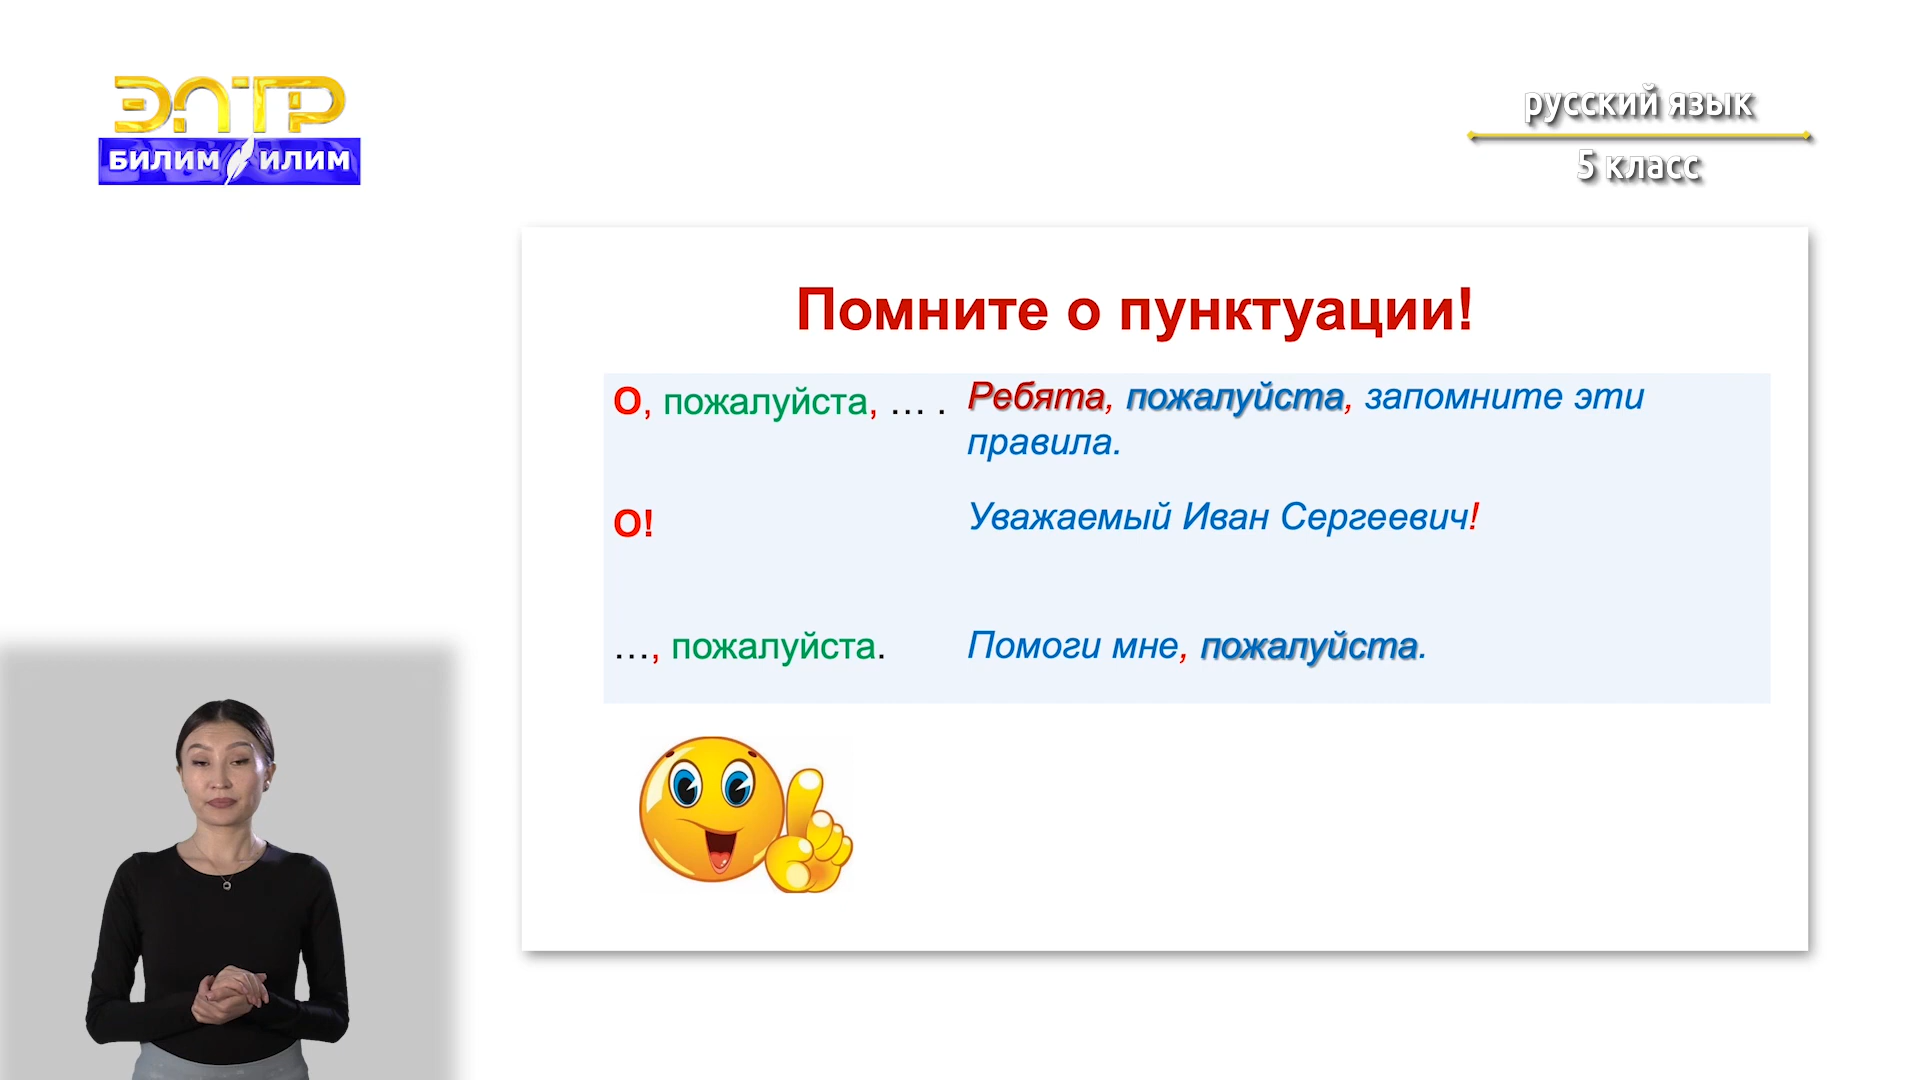 ЭЛТР
БИЛИМ ИЛИМ
русский язык
5 класс
Помните о пунктуации!
О, пожалуйста, … .
Ребята, пожалуйста, запомните эти
правила.
О!
Уважаемый Иван Сергеевич!
…, пожалуйста.
Помоги мне, пожалуйста.